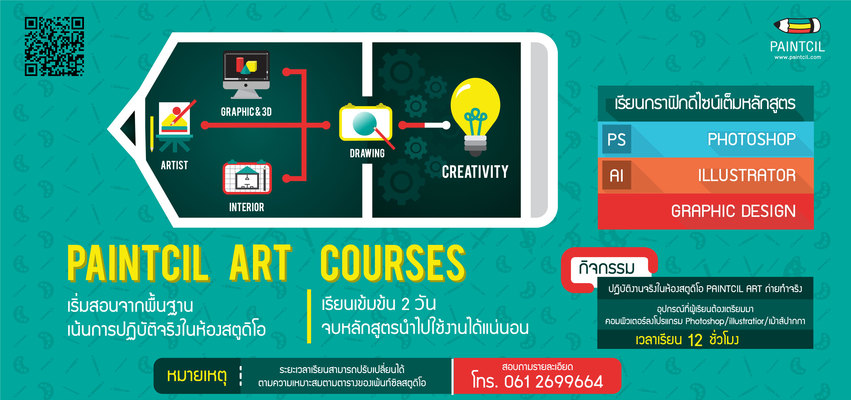 PAINTCIL
www.paintcil.com
GRAPHIC & 3D
ARTIST
DRAWING
INTERIOR
CREATIVITY
เรียนกราฟิกดีไซน์เต็มหลักสูตร
PS PHOTOSHOP
AI ILLUSTRATOR
GRAPHIC DESIGN
PAINTCIL ART COURSES
เริ่มสอนจากพื้นฐาน
เน้นการปฏิบัติจริงในห้องสตูดิโอ
เรียนเข้มข้น 2 วัน
จบหลักสูตรนำไปใช้งานได้แน่นอน
กิจกรรม
ปฏิบัติงานจริงในห้องสตูดิโอ PAINTCIL ART ถ่ายทำจริง
อุปกรณ์ที่ผู้เรียนต้องเตรียมมา
คอมพิวเตอร์ลงโปรแกรม Photoshop/illustratior/เม้าส์ปากกา
เวลาเรียน 12 ชั่วโมง
หมายเหตุ
ระยะเวลาเรียนสามารถปรับเปลี่ยนได้
ตามความเหมาะสมตามตารางของเพ้นท์ซิลสตูดิโอ
สอบถามรายละเอียด
โทร. 061 2699664